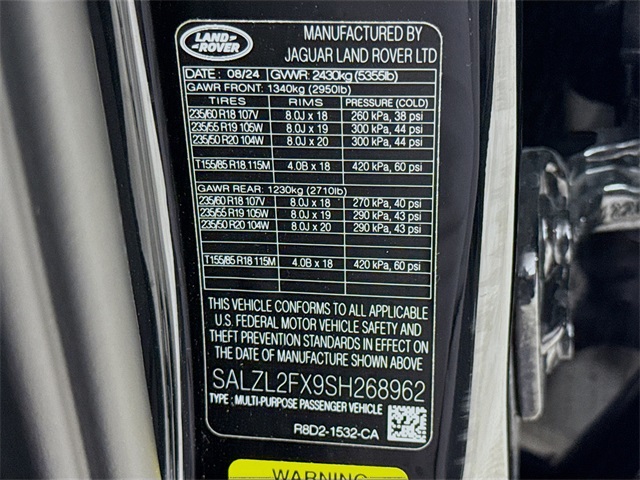 LAND ROVER
MANUFACTURED BY
JAGUAR LAND ROVER LTD
DATE : 08/24 GVWR: 2430kg (5355lb)
GAWR FRONT: 1340kg (2950lb)
TIRES RIMS PRESSURE (COLD)
235/60 R18 107V 8.0J x 18 260 kPa, 38 psi
235/55 R19 105W 8.0J x 19 300 kPa, 44 psi
235/50 R20 104W 8.0J x 20 300 kPa, 44 psi
T155/85 R18 115M 4.0B x 18 420 kPa, 60 psi
GAWR REAR: 1230kg (2710lb)
235/60 R18 107V 8.0J x 18 270 kPa, 40 psi
235/55 R19 105W 8.0J x 19 290 kPa, 43 psi
235/50 R20 104W 8.0J x 20 290 kPa, 43 psi
T155/85 R18 115M 4.0B x 18 420 kPa, 60 psi
THIS VEHICLE CONFORMS TO ALL APPLICABLE
U.S. FEDERAL MOTOR VEHICLE SAFETY AND
THEFT PREVENTION STANDARDS IN EFFECT ON
THE DATE OF MANUFACTURE SHOWN ABOVE
SALZL2FX9SH268962
TYPE : MULTI-PURPOSE PASSENGER VEHICLE
R8D2-1532-CA
WARNING